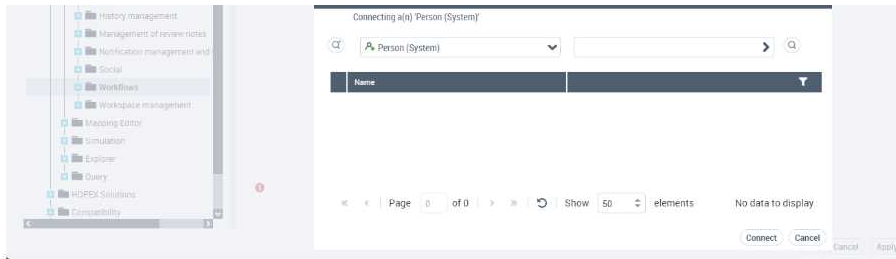 History management
Management of review notes
Notification management and
Social
Workflows
Workspace management
Mapping Editor
Simulation
Explorer
Query
HOPEX Solutions
Compatibility
Connecting a(n) 'Person (System)'
Person (System)
Name
Page 0 of 0 Show 50 elements No data to display
Connect Cancel
Cancel Apply